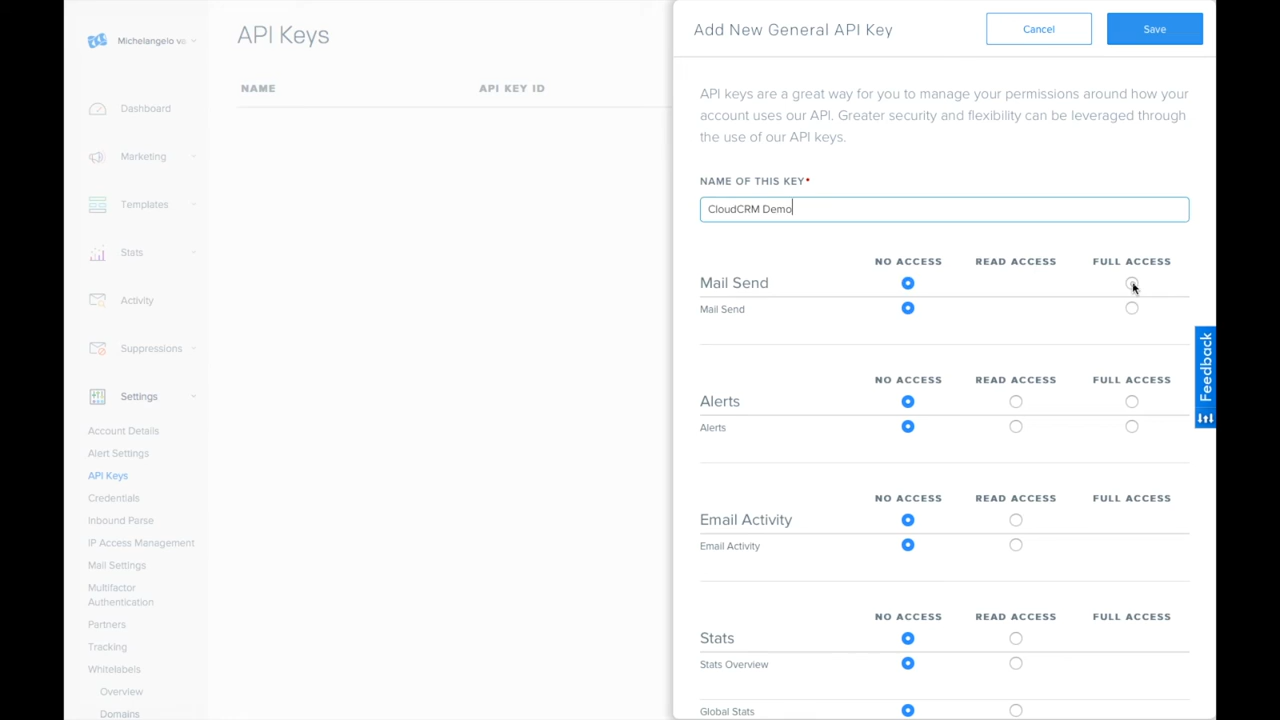 Michelangelo va
Dashboard
Marketing
Templates
Stats
Activity
Suppressions
Settings
Account Details
Alert Settings
API Keys
Credentials
Inbound Parse
IP Access Management
Mail Settings
Multifactor
Authentication
Partners
Tracking
Whitelabels
Overview
Domains
API Keys
NAME API KEY ID
Add New General API Key
Cancel
Save
API keys are a great way for you to manage your permissions around how your
account uses our API. Greater security and flexibility can be leveraged through
the use of our API keys.
NAME OF THIS KEY•
CloudCRM Demo
NO ACCESS READ ACCESS FULL ACCESS
Mail Send
Mail Send
NO ACCESS READ ACCESS FULL ACCESS
Alerts
Alerts
NO ACCESS READ ACCESS FULL ACCESS
Email Activity
Email Activity
NO ACCESS READ ACCESS FULL ACCESS
Stats
Stats Overview
Global Stats
Feedback